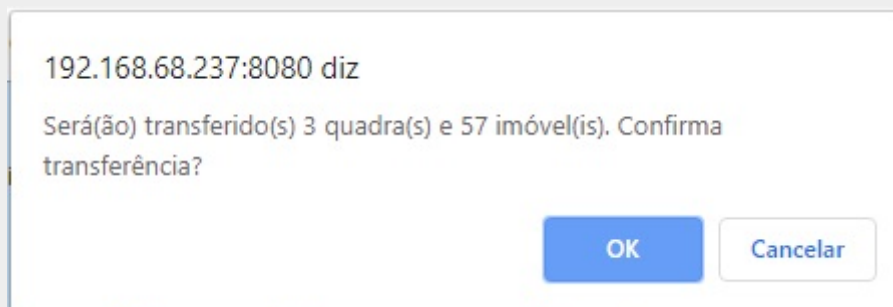 192.168.68.237:8080 diz
Será(ão) transferido(s) 3 quadra(s) e 57 imóvel(is). Confirma
transferência?
OK
Cancelar